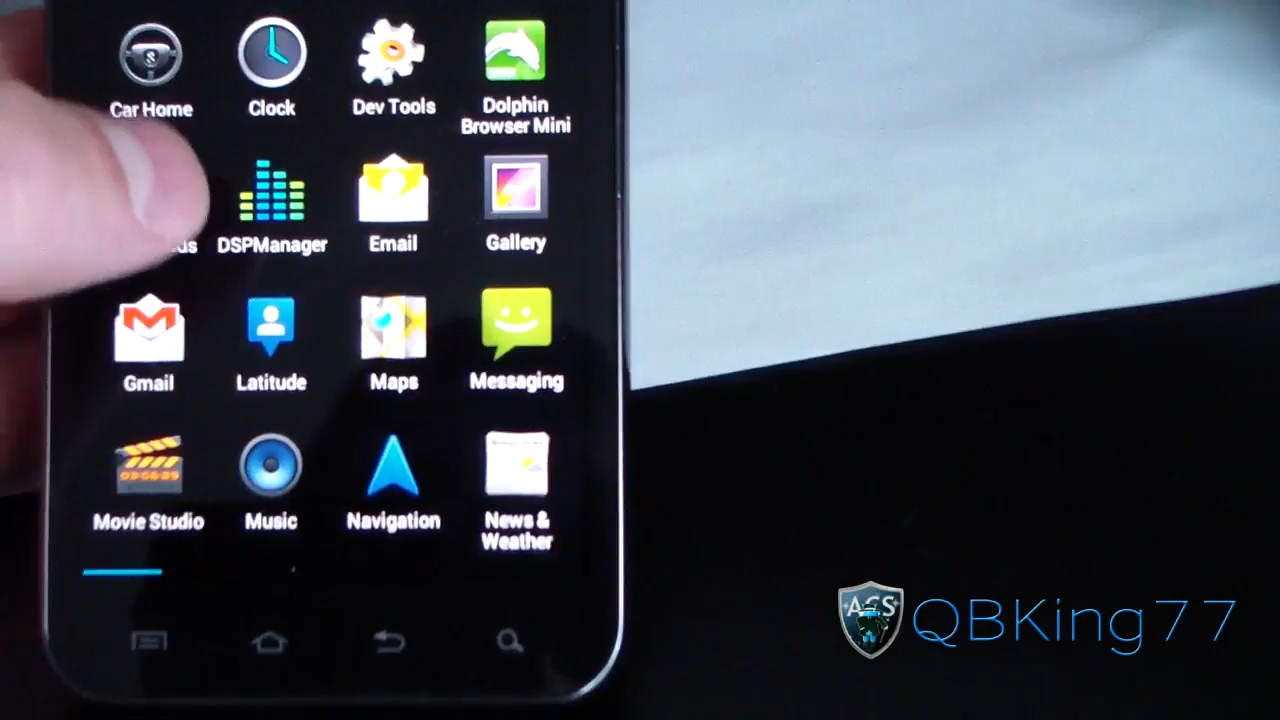 Car Home
Clock
Dev Tools
Dolphin
Browser Mini
DSPManager
Email
Gallery
Gmail
Latitude
Maps
Messaging
Movie Studio
Music
Navigation
News &
Weather
ACS
QBKing77